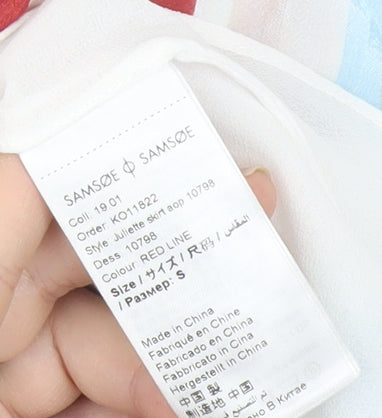 SAMSØE ϕ SAMSØE
Coll: 19.01
Order: KO11822
Style: Juliette skirt aop 10798
Dess: 10798
Colour: RED LINE
Size / サイズ / 尺码 / المقاس
/ Размер: S
Made in China
Fabriqué en Chine
Fabricado en China
Fabbricato in Cina
Hergestellt in China
中国製
制造地 中国
в Китае